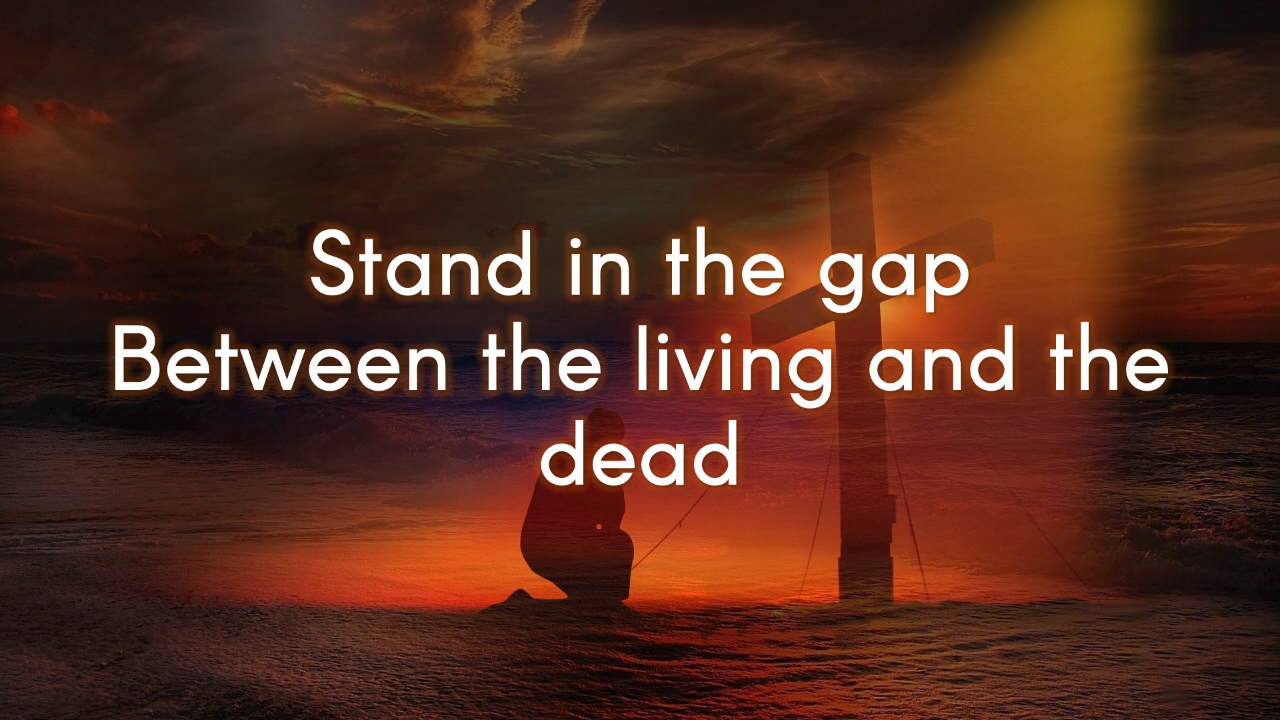 Stand in the gap
Between the living and the
dead